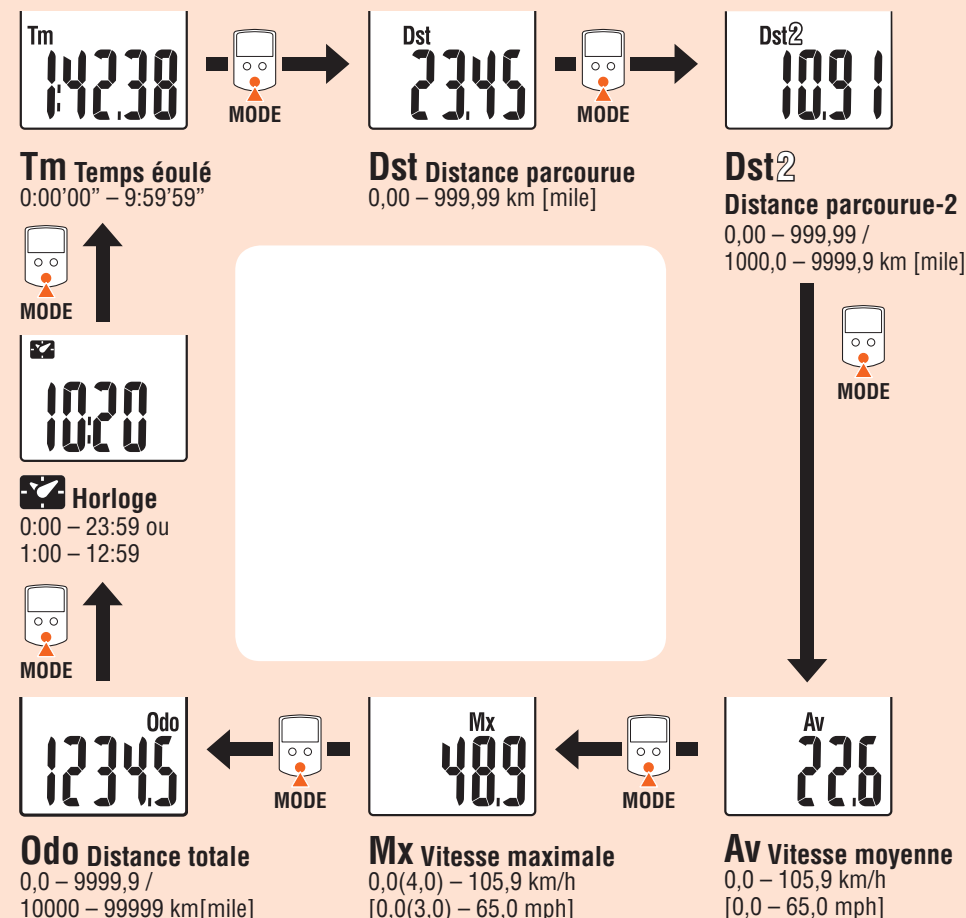 Tm
1:42.38
MODE
Dst
23.45
MODE
Dst2
10.91
Tm Temps éoulé
0:00’00” – 9:59’59”
Dst Distance parcourue
0,00 – 999,99 km [mile]
Dst2
Distance parcourue-2
0,00 – 999,99 /
1000,0 – 9999,9 km [mile]
MODE
MODE
10:20
Horloge
0:00 – 23:59 ou
1:00 – 12:59
MODE
Odo
1234.5
MODE
Mx
48.9
MODE
Av
22.6
Odo Distance totale
0,0 – 9999,9 /
10000 – 99999 km[mile]
Mx Vitesse maximale
0,0(4,0) – 105,9 km/h
[0,0(3,0) – 65,0 mph]
Av Vitesse moyenne
0,0 – 105,9 km/h
[0,0 – 65,0 mph]